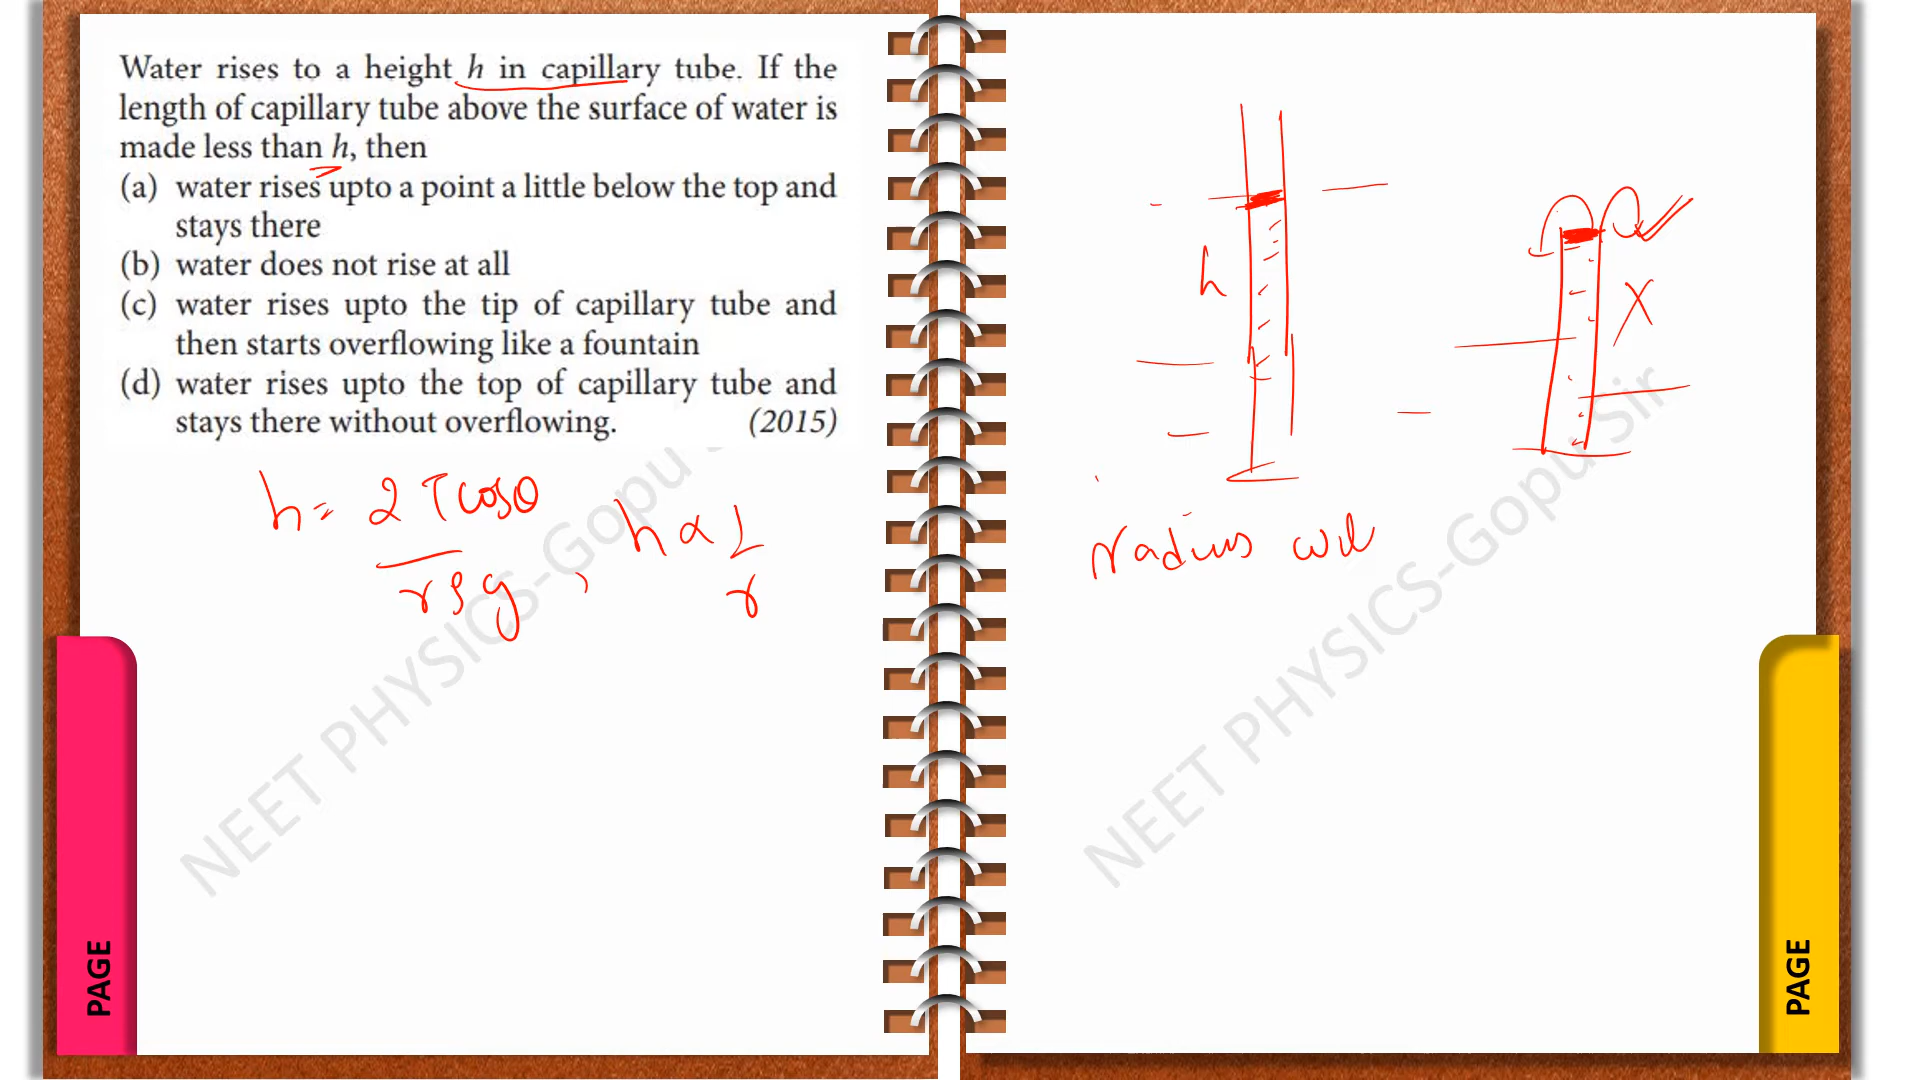 Water rises to a height h in capillary tube. If the
length of capillary tube above the surface of water is
made less than h, then
(a) water rises upto a point a little below the top and
stays there
(b) water does not rise at all
(c) water rises upto the tip of capillary tube and
then starts overflowing like a fountain
(d) water rises upto the top of capillary tube and
stays there without overflowing. (2015)
h = 2 T cosθ / rρg , h α 1/r
NEET PHYSICS-Gopu
PAGE
h
X
radius
NEET PHYSICS-Gopu Sir
PAGE